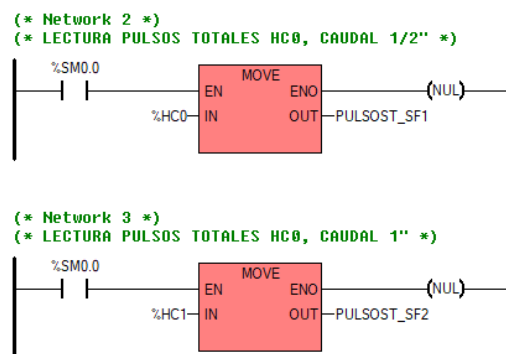 (* Network 2 *)
(* LECTURA PULSOS TOTALES HC0, CAUDAL 1/2" *)
%SM0.0
MOVE
EN ENO (NUL)
%HC0 IN OUT PULSOST_SF1
(* Network 3 *)
(* LECTURA PULSOS TOTALES HC0, CAUDAL 1" *)
%SM0.0
MOVE
EN ENO (NUL)
%HC1 IN OUT PULSOST_SF2